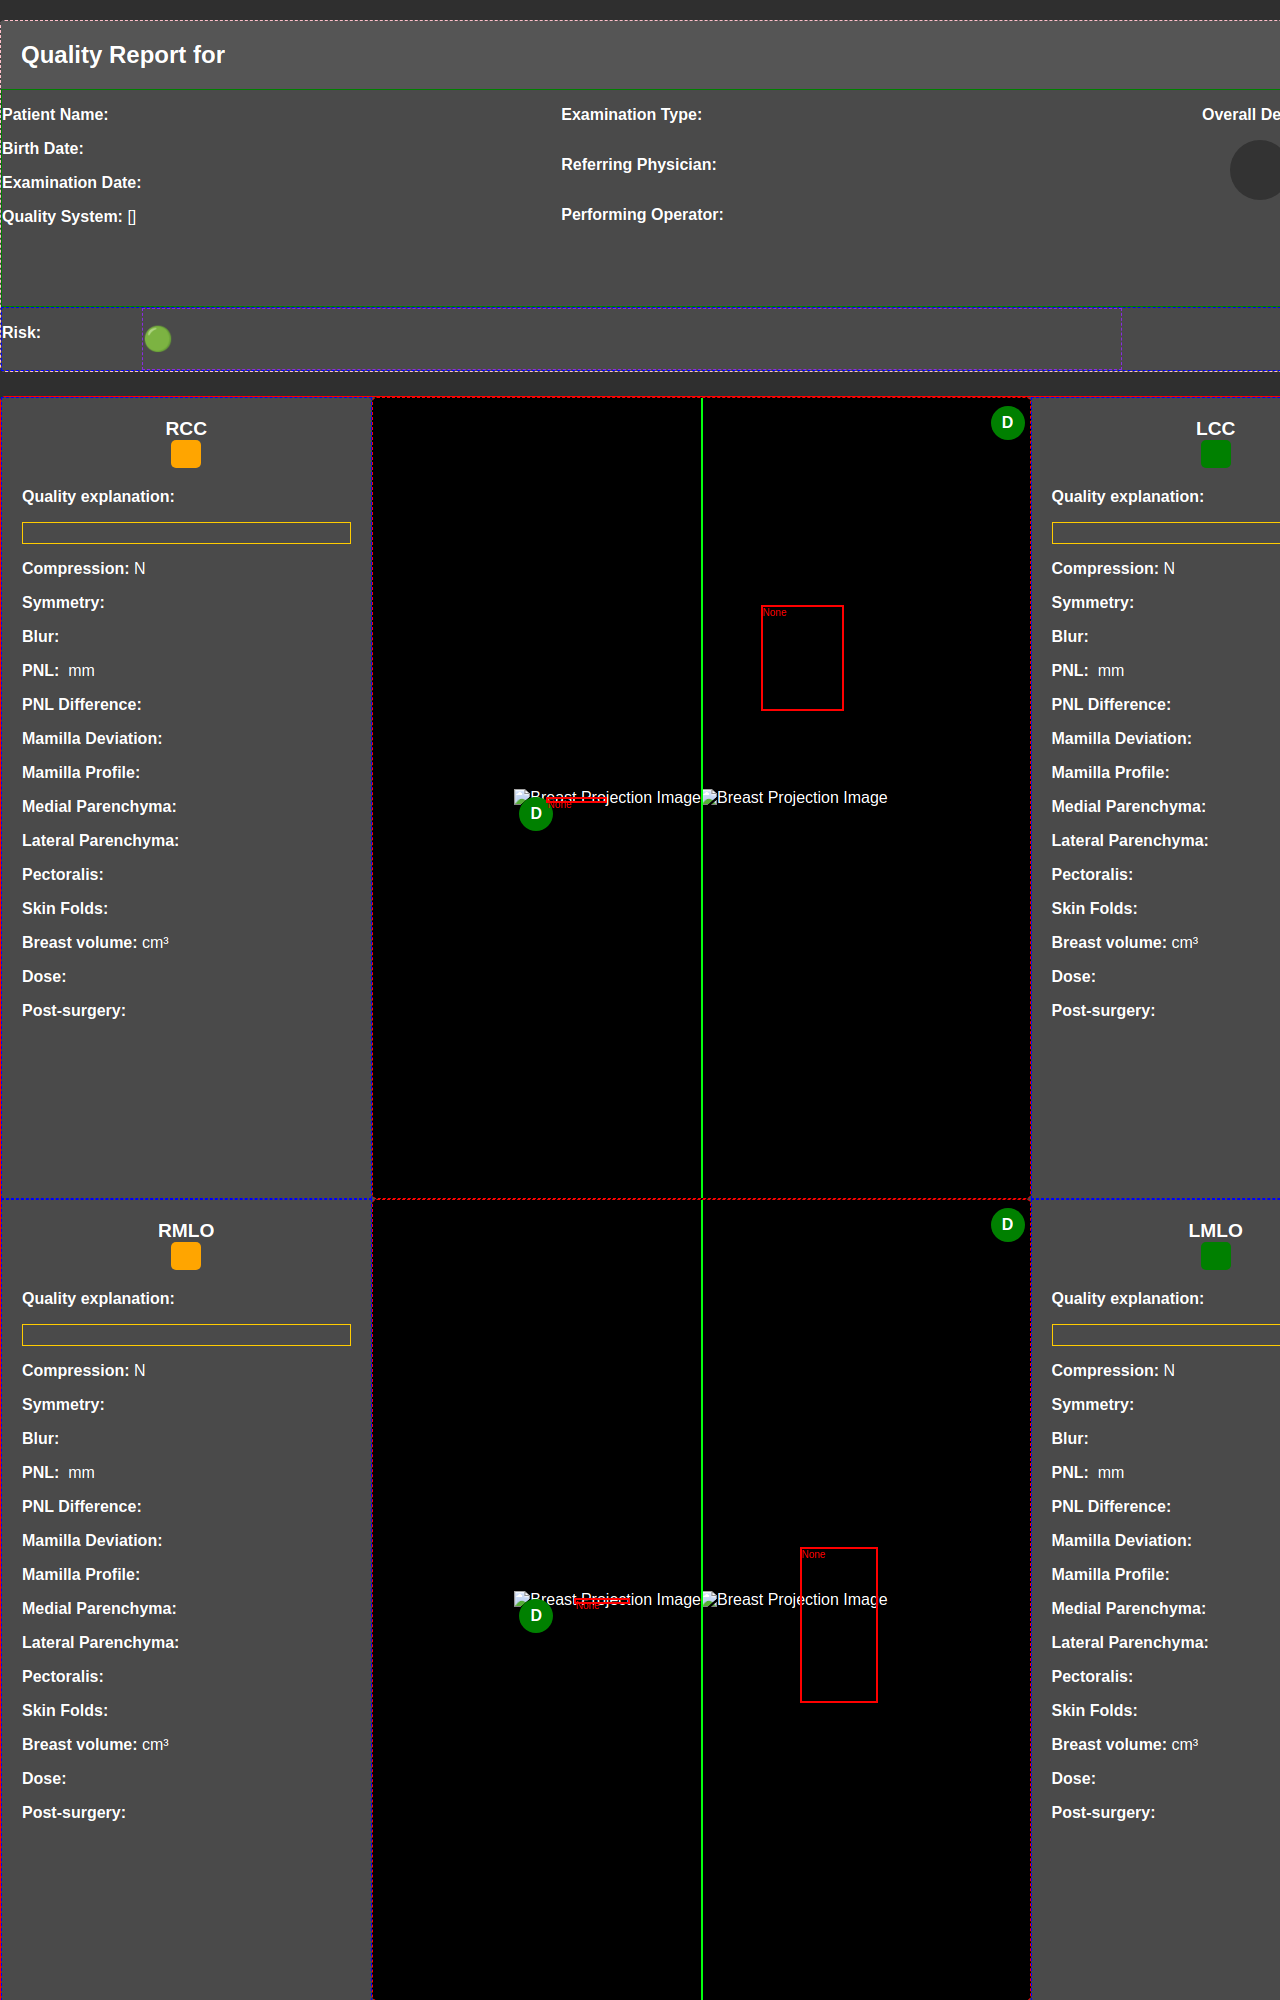 Quality Report for
Patient Name:
Birth Date:
Examination Date:
Quality System: []
Examination Type:
Referring Physician:
Performing Operator:
Overall De
Risk:
RCC
Quality explanation:
Compression: N
Symmetry:
Blur:
PNL: mm
PNL Difference:
Mamilla Deviation:
Mamilla Profile:
Medial Parenchyma:
Lateral Parenchyma:
Pectoralis:
Skin Folds:
Breast volume: cm³
Dose:
Post-surgery:
D
None
Breast Projection Image
Breast Projection Image
None
D
LCC
Quality explanation:
Compression: N
Symmetry:
Blur:
PNL: mm
PNL Difference:
Mamilla Deviation:
Mamilla Profile:
Medial Parenchyma:
Lateral Parenchyma:
Pectoralis:
Skin Folds:
Breast volume: cm³
Dose:
Post-surgery:
RMLO
Quality explanation:
Compression: N
Symmetry:
Blur:
PNL: mm
PNL Difference:
Mamilla Deviation:
Mamilla Profile:
Medial Parenchyma:
Lateral Parenchyma:
Pectoralis:
Skin Folds:
Breast volume: cm³
Dose:
Post-surgery:
D
None
Breast Projection Image
Breast Projection Image
None
D
LMLO
Quality explanation:
Compression: N
Symmetry:
Blur:
PNL: mm
PNL Difference:
Mamilla Deviation:
Mamilla Profile:
Medial Parenchyma:
Lateral Parenchyma:
Pectoralis:
Skin Folds:
Breast volume: cm³
Dose:
Post-surgery: